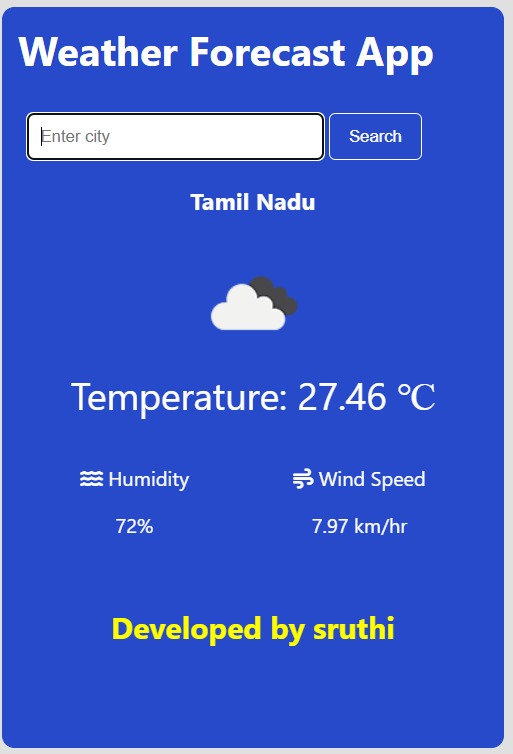 Weather Forecast App
Enter city Search
Tamil Nadu
Temperature: 27.46 ℃
Humidity Wind Speed
72% 7.97 km/hr
Developed by sruthi